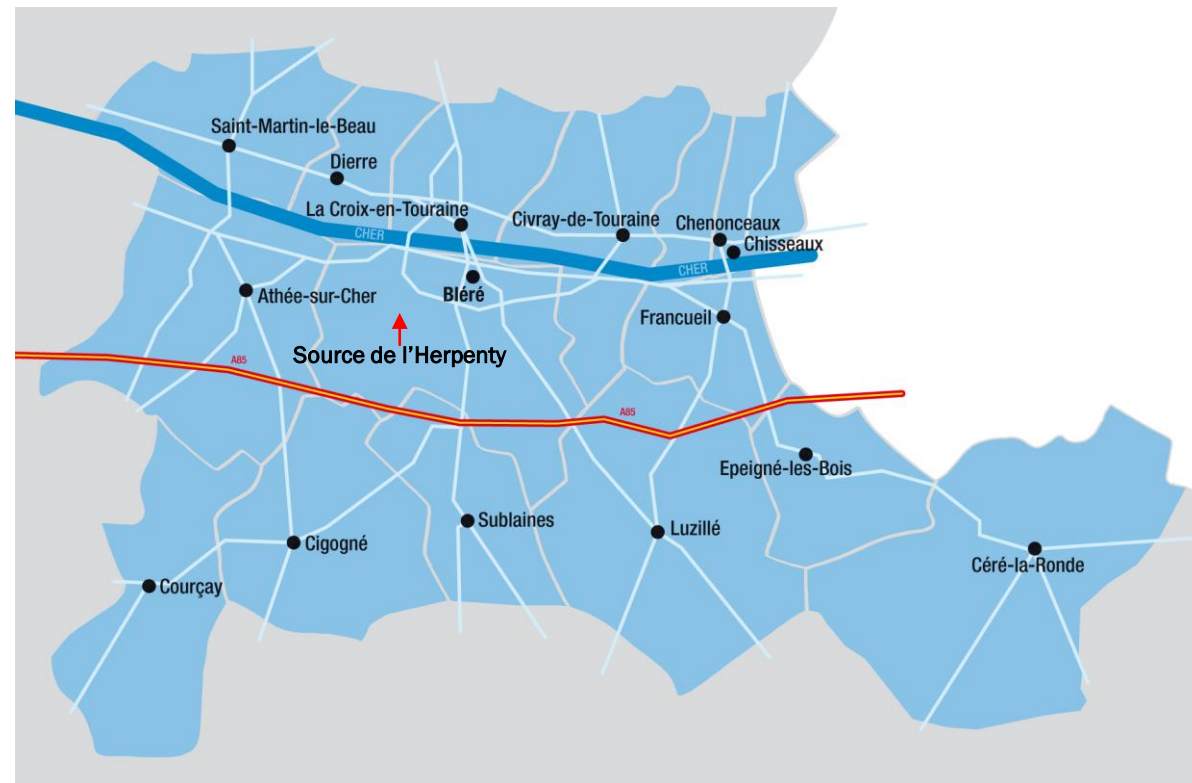 Saint-Martin-le-Beau
Dierre
La Croix-en-Touraine
Civray-de-Touraine
Chenonceaux
CHER
Chisseaux
CHER
Athée-sur-Cher
Bléré
Francueil
Source de l'Herpenty
A85
A85
Epeigné-les-Bois
Sublaines
Luzillé
Cigogné
Céré-la-Ronde
Courçay